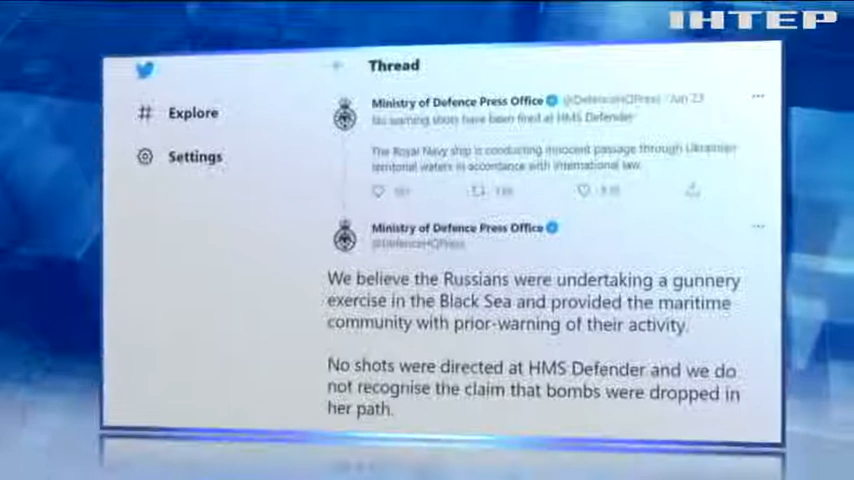 ІНТЕР
Thread
# Explore
Settings
Ministry of Defence Press Office @DefenceHQPress · Jun 23
No warning shots have been fired at HMS Defender.
The Royal Navy ship is conducting innocent passage through Ukrainian
territorial waters in accordance with international law.
Ministry of Defence Press Office
@DefenceHQPress
We believe the Russians were undertaking a gunnery
exercise in the Black Sea and provided the maritime
community with prior-warning of their activity.
No shots were directed at HMS Defender and we do
not recognise the claim that bombs were dropped in
her path.